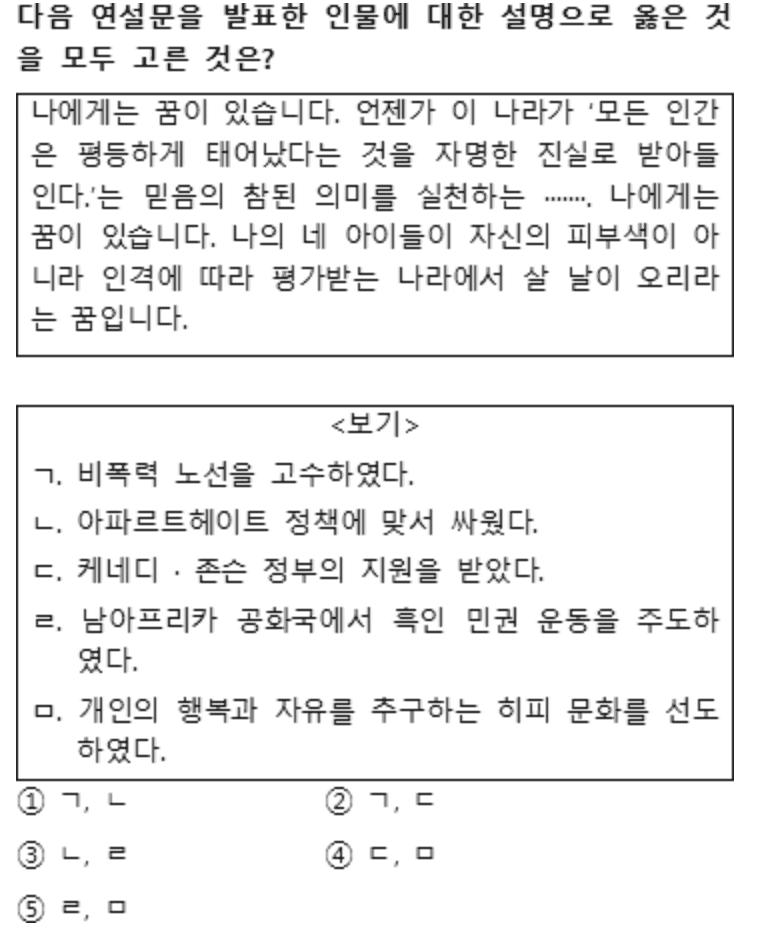 다음 연설문을 발표한 인물에 대한 설명으로 옳은 것
을 모두 고른 것은?
나에게는 꿈이 있습니다. 언젠가 이 나라가 ‘모든 인간
은 평등하게 태어났다는 것을 자명한 진실로 받아들
인다.’는 믿음의 참된 의미를 실천하는 ……. 나에게는
꿈이 있습니다. 나의 네 아이들이 자신의 피부색이 아
니라 인격에 따라 평가받는 나라에서 살 날이 오리라
는 꿈입니다.
<보기>
ㄱ. 비폭력 노선을 고수하였다.
ㄴ. 아파르트헤이트 정책에 맞서 싸웠다.
ㄷ. 케네디 · 존슨 정부의 지원을 받았다.
ㄹ. 남아프리카 공화국에서 흑인 민권 운동을 주도하
였다.
ㅁ. 개인의 행복과 자유를 추구하는 히피 문화를 선도
하였다.
① ㄱ, ㄴ ② ㄱ, ㄷ
③ ㄴ, ㄹ ④ ㄷ, ㅁ
⑤ ㄹ, ㅁ